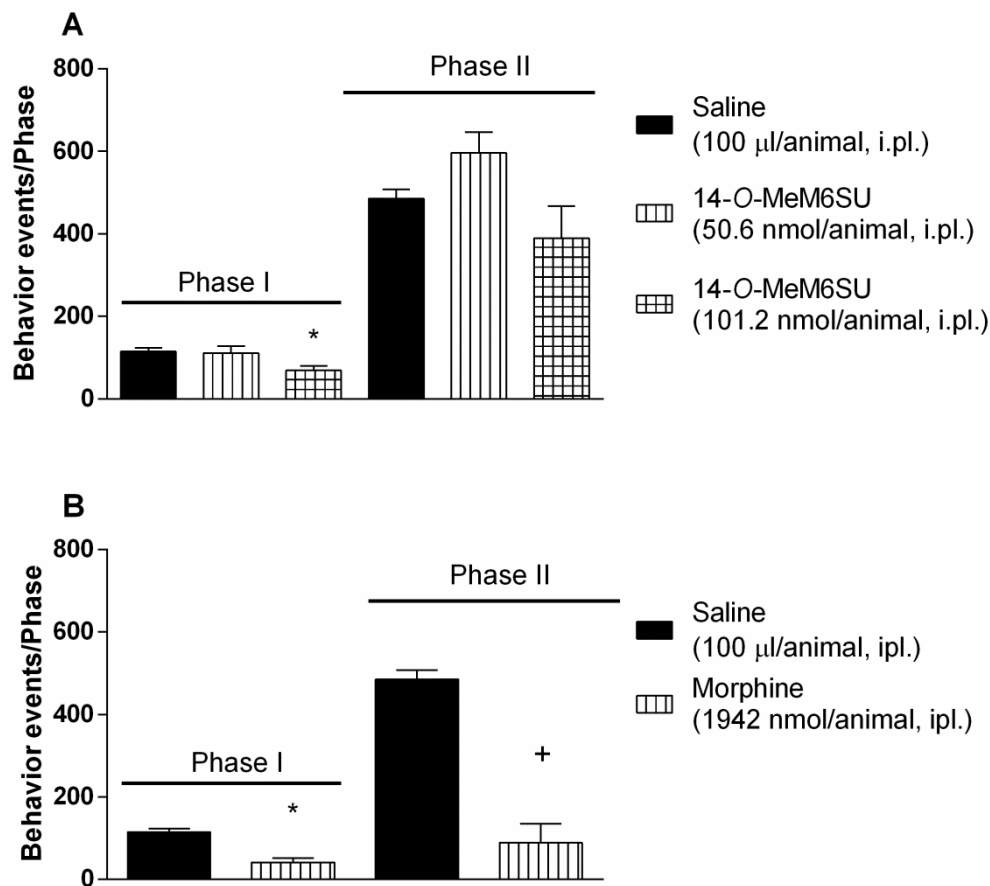 A
Behavior events/Phase
800
600
400
200
0
Phase I
*
Phase II
Saline
(100 μl/animal, i.pl.)
14-O-MeM6SU
(50.6 nmol/animal, i.pl.)
14-O-MeM6SU
(101.2 nmol/animal, i.pl.)
B
Behavior events/Phase
800
600
400
200
0
Phase I
*
Phase II
+
Saline
(100 μl/animal, ipl.)
Morphine
(1942 nmol/animal, ipl.)